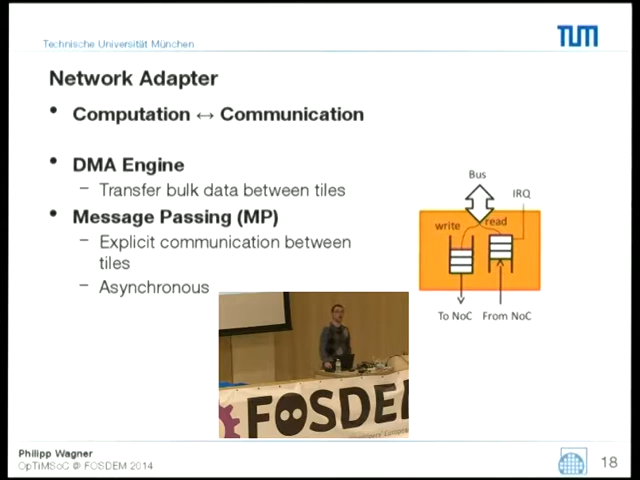 Technische Universität München
TUM
Network Adapter
• Computation ↔ Communication
• DMA Engine
– Transfer bulk data between tiles
• Message Passing (MP)
– Explicit communication between
tiles
– Asynchronous
Bus
IRQ
write
read
To NoC
From NoC
FOSDEM
Philipp Wagner
OpTiMSoC @ FOSDEM 2014
18